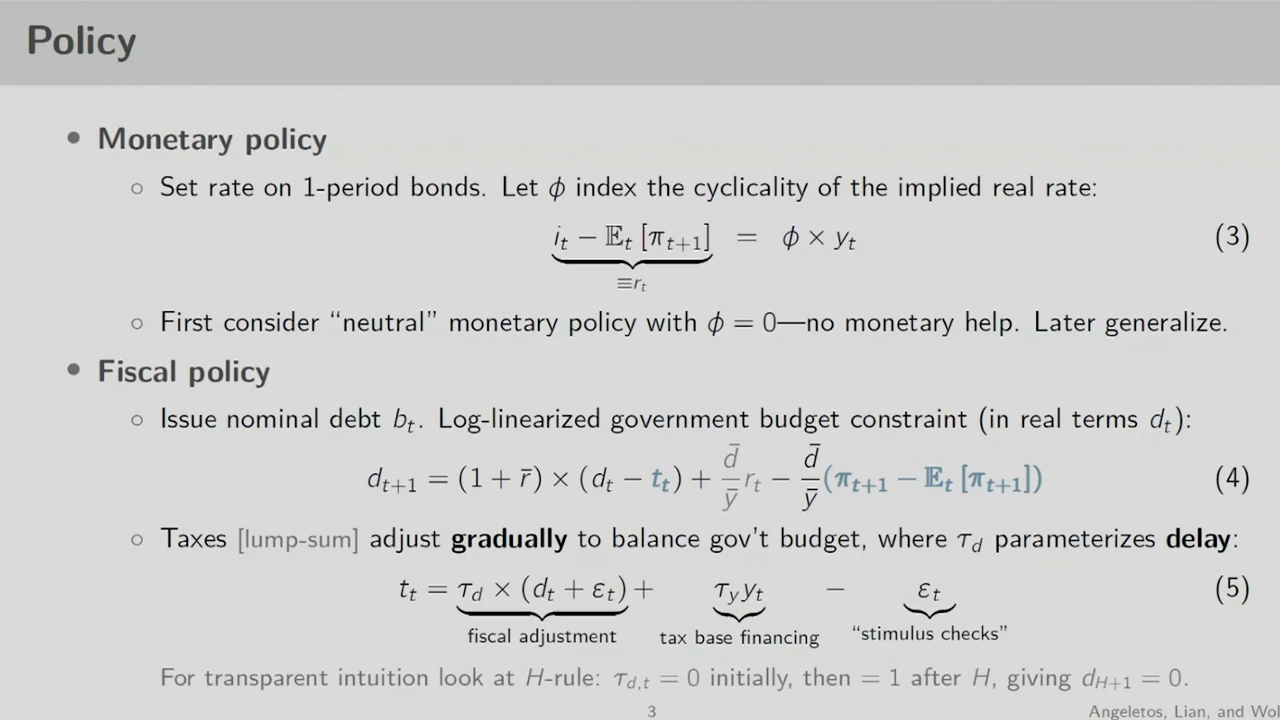 Policy
• Monetary policy
○ Set rate on 1-period bonds. Let ϕ index the cyclicality of the implied real rate:
i_t − 𝔼_t [π_{t+1}] = ϕ × y_t (3)
≡r_t
○ First consider “neutral” monetary policy with ϕ = 0—no monetary help. Later generalize.
• Fiscal policy
○ Issue nominal debt b_t. Log-linearized government budget constraint (in real terms d_t):
d_{t+1} = (1 + r̄) × (d_t − t_t) + d̄/ȳ r_t − d̄/ȳ (π_{t+1} − 𝔼_t [π_{t+1}]) (4)
○ Taxes [lump-sum] adjust gradually to balance gov't budget, where τ_d parameterizes delay:
t_t = τ_d × (d_t + ε_t) + τ_y y_t − ε_t (5)
fiscal adjustment tax base financing “stimulus checks”
For transparent intuition look at H-rule: τ_{d,t} = 0 initially, then = 1 after H, giving d_{H+1} = 0.
3 Angeletos, Lian, and Wol